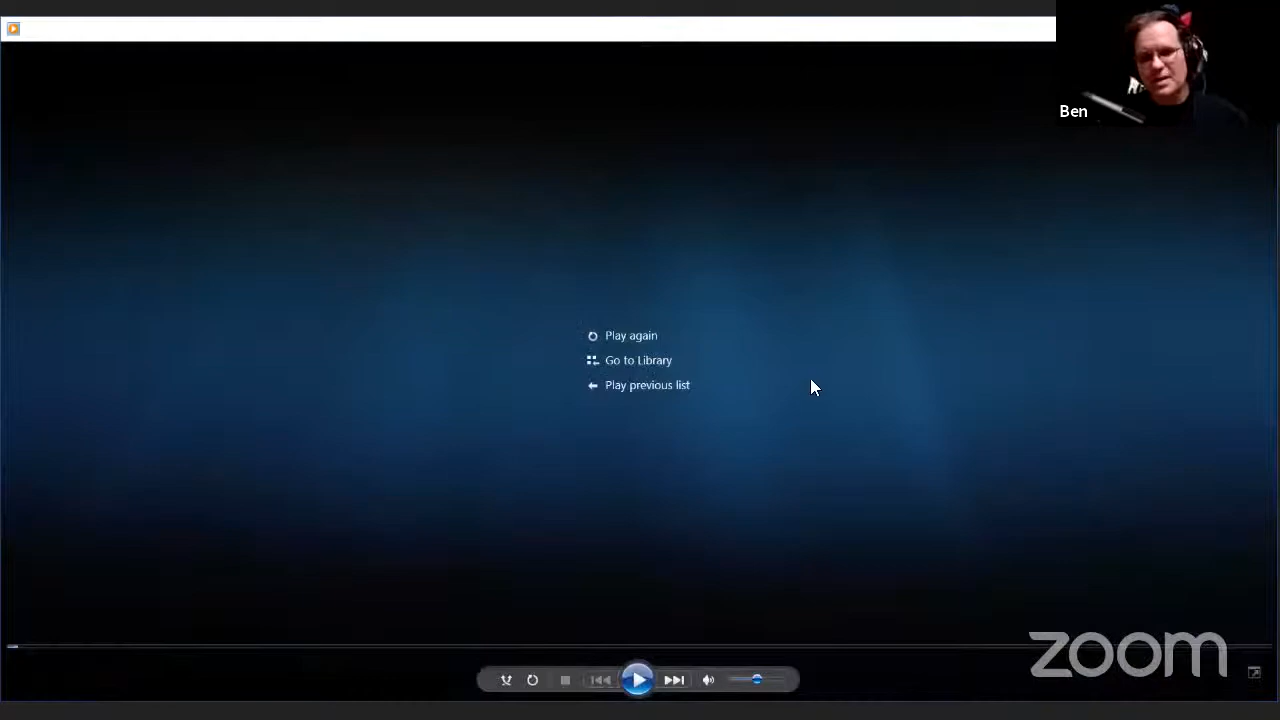 Ben
Play again
Go to Library
Play previous list
zoom